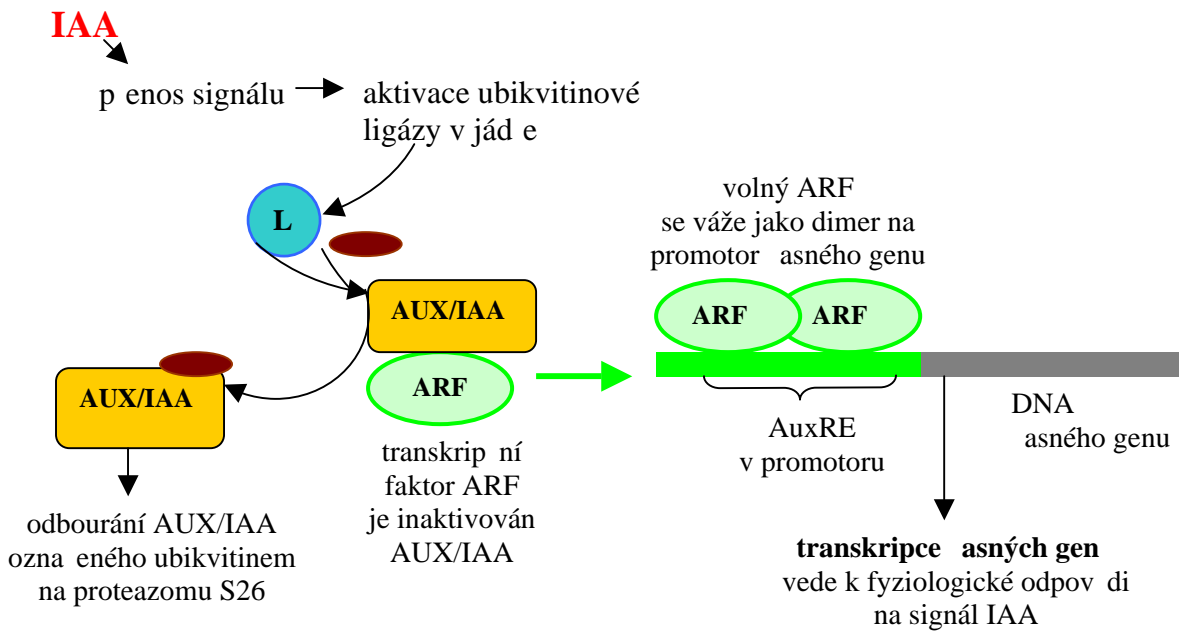 IAA
p enos signálu
aktivace ubikvitinové
ligázy v jád e
L
AUX/IAA
ARF
transkrip ní
faktor ARF
je inaktivován
AUX/IAA
AUX/IAA
odbourání AUX/IAA
ozna eného ubikvitinem
na proteazomu S26
volný ARF
se váže jako dimer na
promotor asného genu
ARF ARF
AuxRE
v promotoru
DNA
asného genu
transkripce asných gen
vede k fyziologické odpov di
na signál IAA